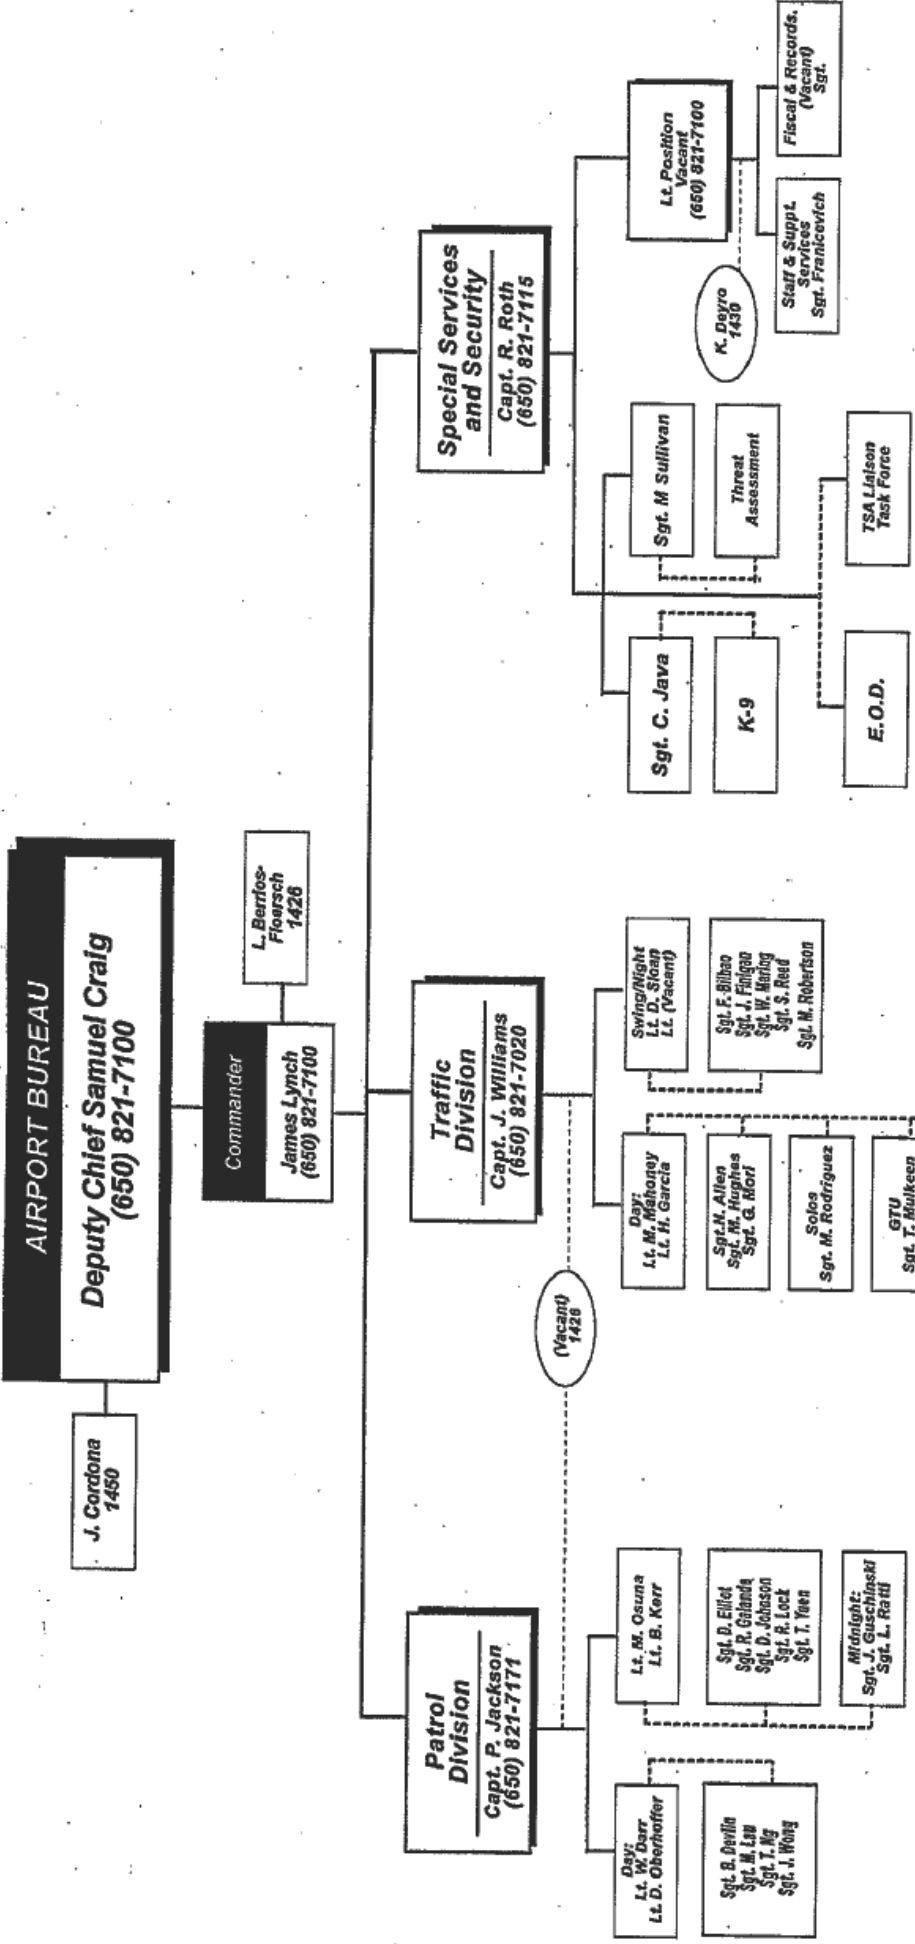 AIRPORT BUREAU
Deputy Chief Samuel Craig
(650) 821-7100
J. Cordona
1450
Commander
James Lynch
(650) 821-7100
L. Berrios-
Floersch
1426
Patrol
Division
Capt. P. Jackson
(650) 821-7171
Traffic
Division
Capt. J. Williams
(650) 821-7020
Special Services
and Security
Capt. R. Roth
(650) 821-7115
(Vacant)
1426
Day:
Lt. W. Darr
Lt. D. Oberhoffer
Sgt. B. Devlin
Sgt. M. Lau
Sgt. T. Ng
Sgt. J. Wong
Lt. M. Osuna
Lt. B. Kerr
Sgt. D. Elliot
Sgt. R. Galande
Sgt. D. Johnson
Sgt. R. Lock
Sgt. T. Yuen
Midnight:
Sgt. J. Guschinski
Sgt. L. Ratti
Day:
Lt. M. Mahoney
Lt. H. Garcia
Sgt. N. Allen
Sgt. M. Hughes
Sgt. G. Mori
Solos
Sgt. M. Rodriguez
GTU
Sgt. T. Mulkeen
Swing/Night
Lt. D. Sloan
Lt. (Vacant)
Sgt. F. Bilbao
Sgt. J. Finigan
Sgt. W. Maring
Sgt. S. Reed
Sgt. M. Robertson
Sgt. C. Java
K-9
Sgt. M Sullivan
Threat
Assessment
E.O.D.
TSA Liaison
Task Force
Lt. Position
Vacant
(650) 821-7100
K. Deyro
1430
Staff & Suppt.
Services
Sgt. Franicevich
Fiscal & Records.
(Vacant)
Sgt.